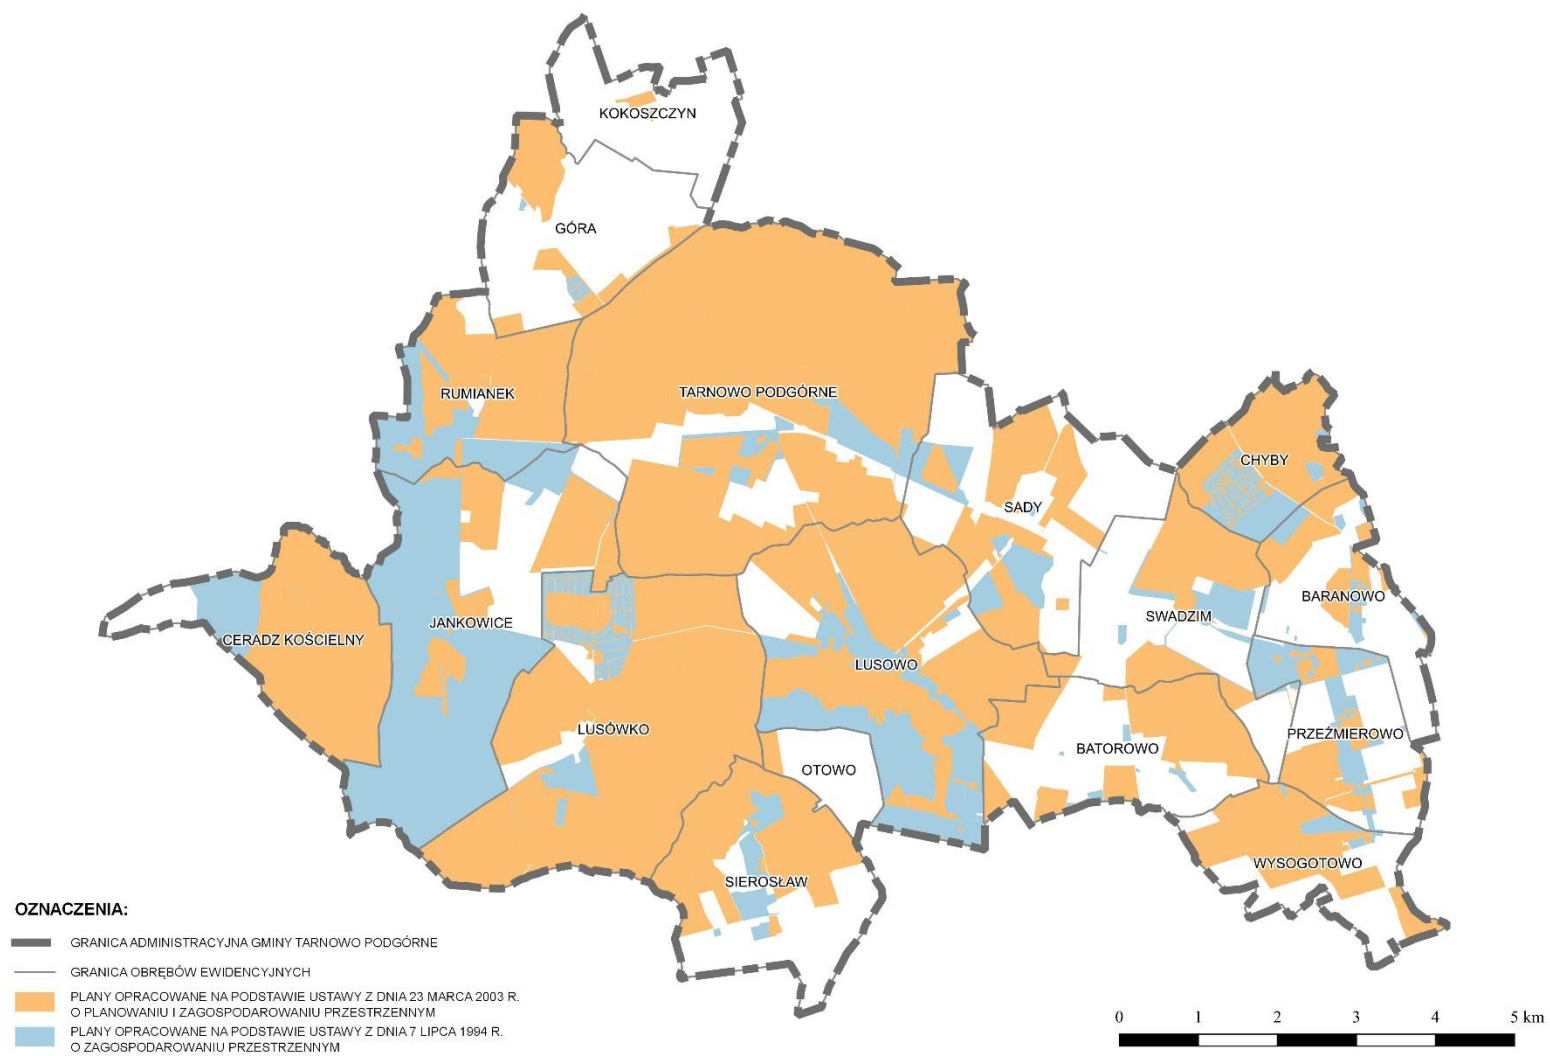 KOKOSZCZYN
GÓRA
RUMIANEK
TARNOWO PODGÓRNE
CHYBY
SADY
BARANOWO
SWADZIM
JANKOWICE
CERADZ KOŚCIELNY
LUSOWO
LUSÓWKO
PRZEŹMIEROWO
BATOROWO
OTOWO
WYSOGOTOWO
SIEROSŁAW
OZNACZENIA:
GRANICA ADMINISTRACYJNA GMINY TARNOWO PODGÓRNE
GRANICA OBRĘBÓW EWIDENCYJNYCH
PLANY OPRACOWANE NA PODSTAWIE USTAWY Z DNIA 23 MARCA 2003 R.
O PLANOWANIU I ZAGOSPODAROWANIU PRZESTRZENNYM
PLANY OPRACOWANE NA PODSTAWIE USTAWY Z DNIA 7 LIPCA 1994 R.
O ZAGOSPODAROWANIU PRZESTRZENNYM
0 1 2 3 4 5 km